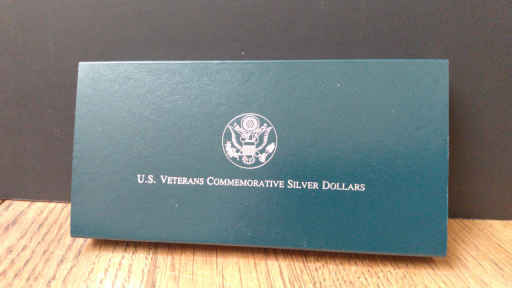 U.S. Veterans Commemorative Silver Dollars